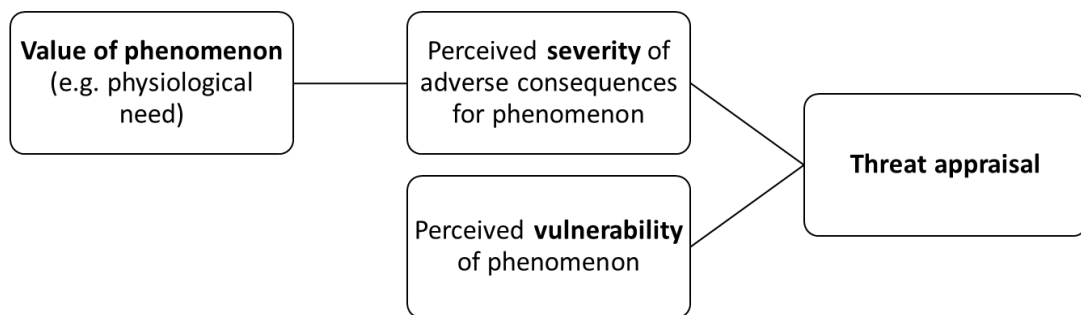 Value of phenomenon
(e.g. physiological
need)
Perceived severity of
adverse consequences
for phenomenon
Perceived vulnerability
of phenomenon
Threat appraisal